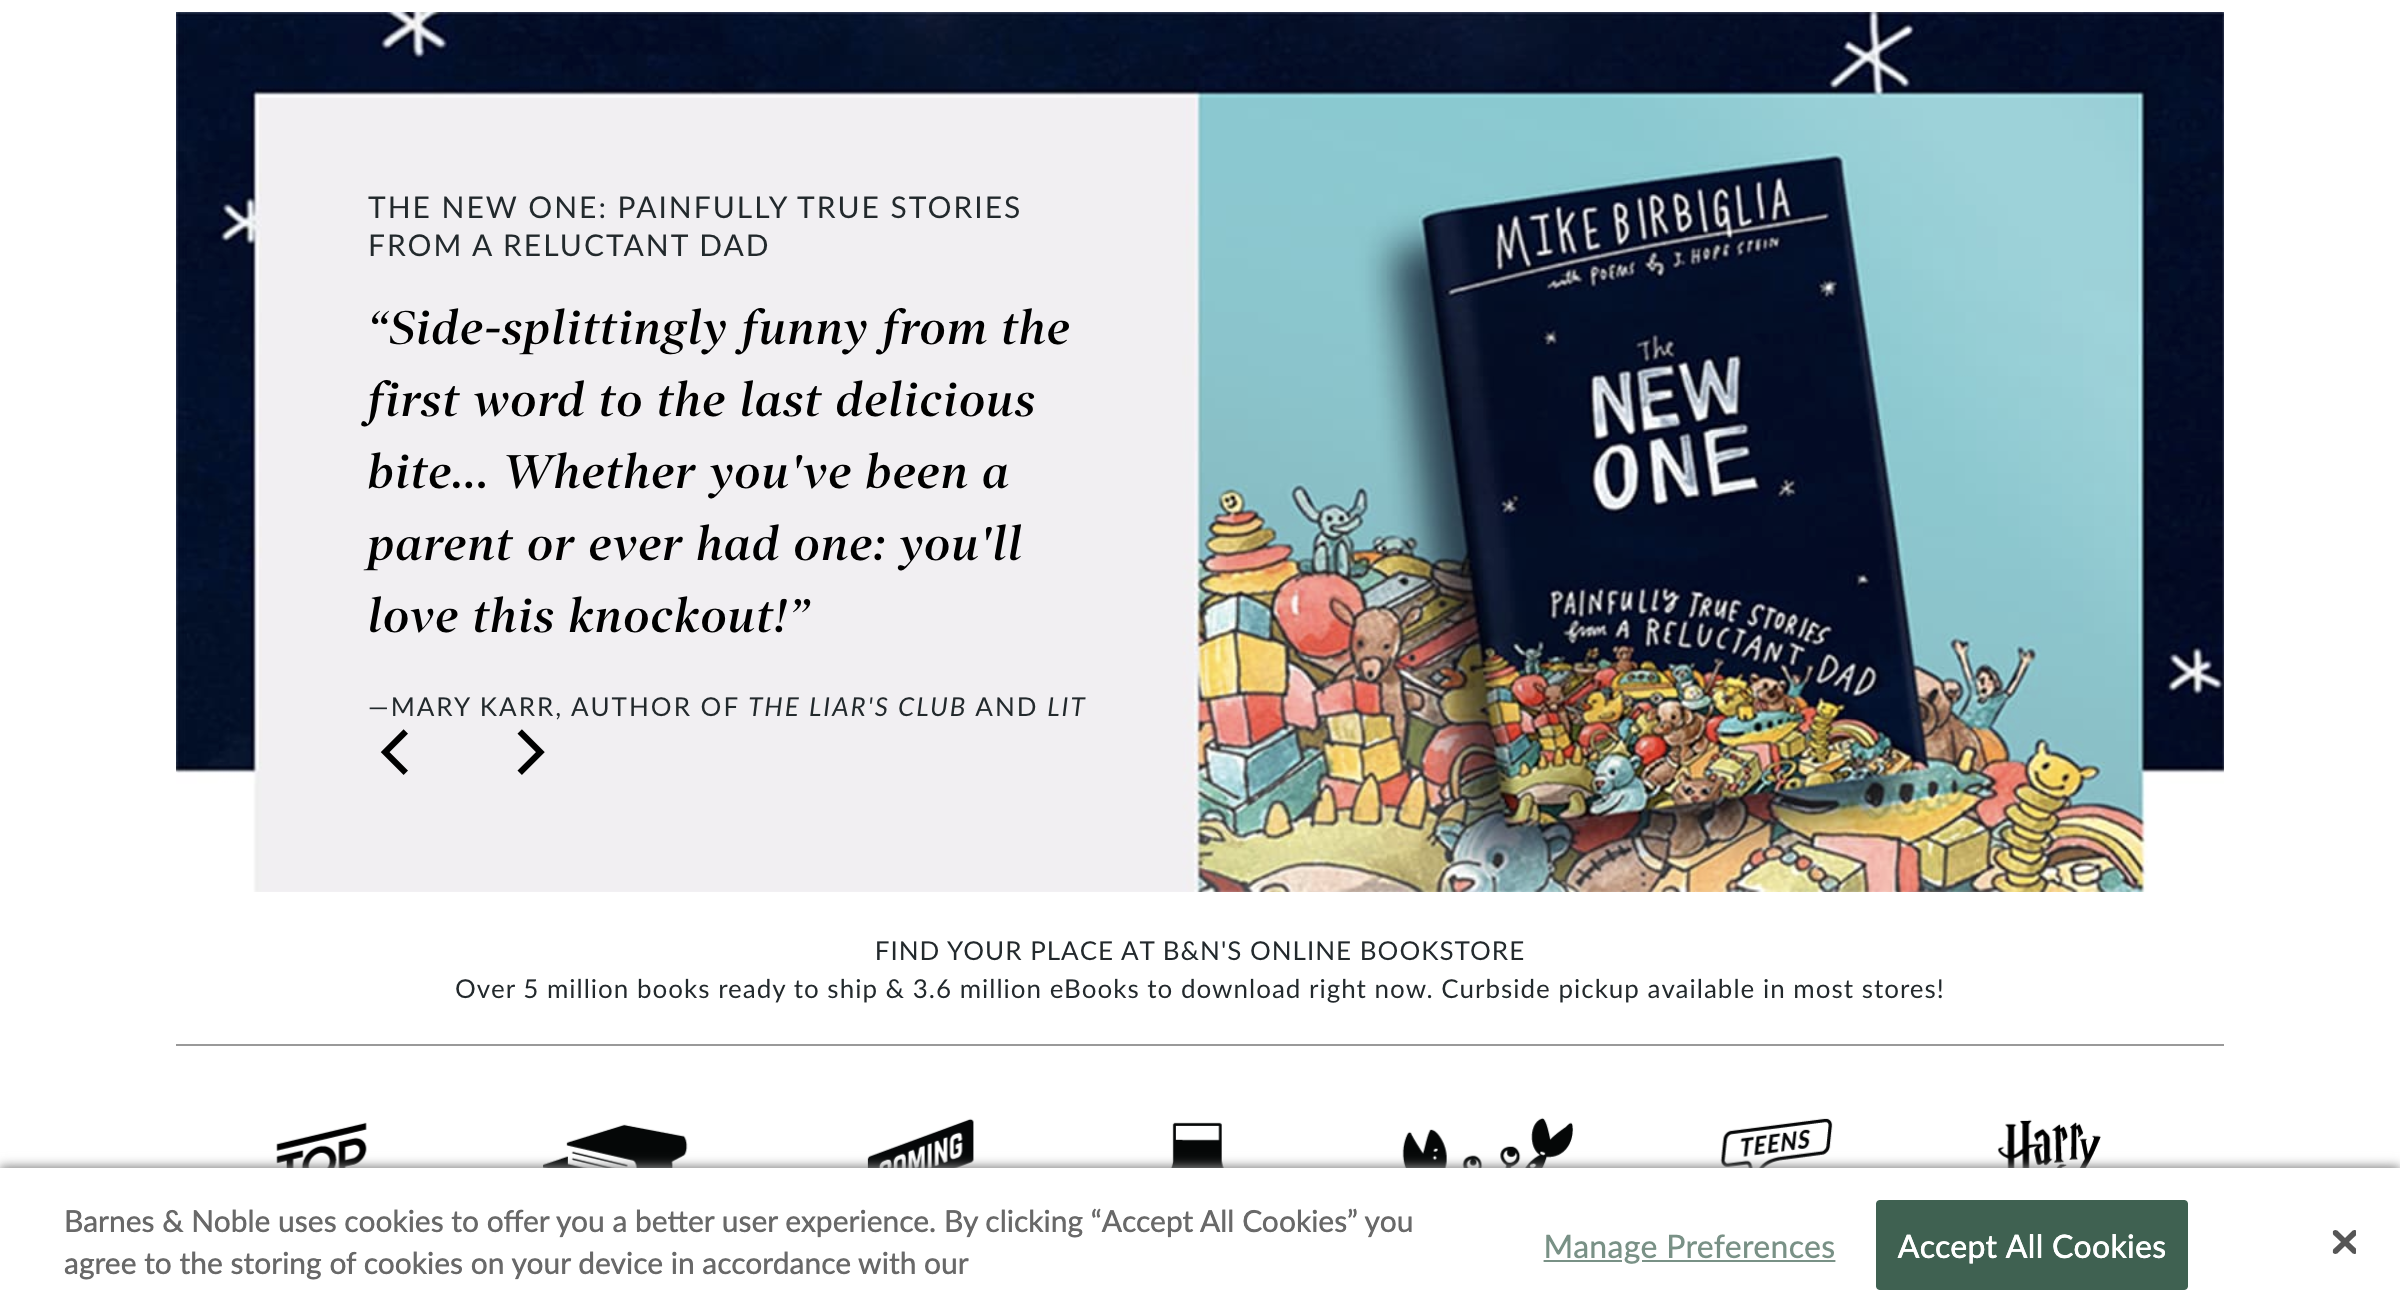 THE NEW ONE: PAINFULLY TRUE STORIES
FROM A RELUCTANT DAD
“Side-splittingly funny from the
first word to the last delicious
bite... Whether you've been a
parent or ever had one: you'll
love this knockout!”
—MARY KARR, AUTHOR OF THE LIAR'S CLUB AND LIT
MIKE BIRBIGLIA
with POEMS by J. HOPE STEIN
The
NEW
ONE
PAINFULLY TRUE STORIES
from A RELUCTANT DAD
FIND YOUR PLACE AT B&N'S ONLINE BOOKSTORE
Over 5 million books ready to ship & 3.6 million eBooks to download right now. Curbside pickup available in most stores!
TOP
COMING
TEENS
Harry
Barnes & Noble uses cookies to offer you a better user experience. By clicking “Accept All Cookies” you
agree to the storing of cookies on your device in accordance with our
Manage Preferences
Accept All Cookies